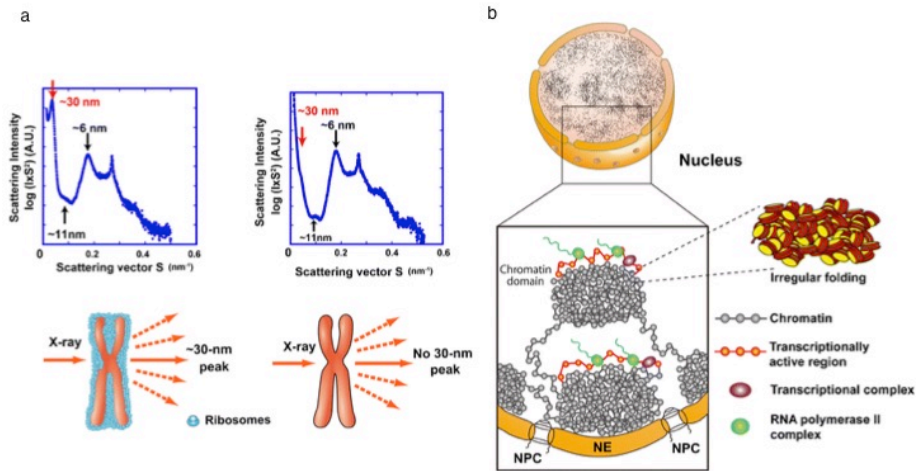 a
Scattering Intensity
log (IxS²) (A.U.)
~30 nm
~6 nm
~11nm
0 0.2 0.4 0.6
Scattering vector S (nm⁻¹)
Scattering Intensity
log (IxS²) (A.U.)
~30 nm
~6 nm
~11nm
0 0.2 0.4 0.6
Scattering vector S (nm⁻¹)
X-ray
~30-nm
peak
Ribosomes
X-ray
No 30-nm
peak
b
Nucleus
Chromatin
domain
NPC
NE
NPC
Irregular folding
Chromatin
Transcriptionally
active region
Transcriptional complex
RNA polymerase II
complex